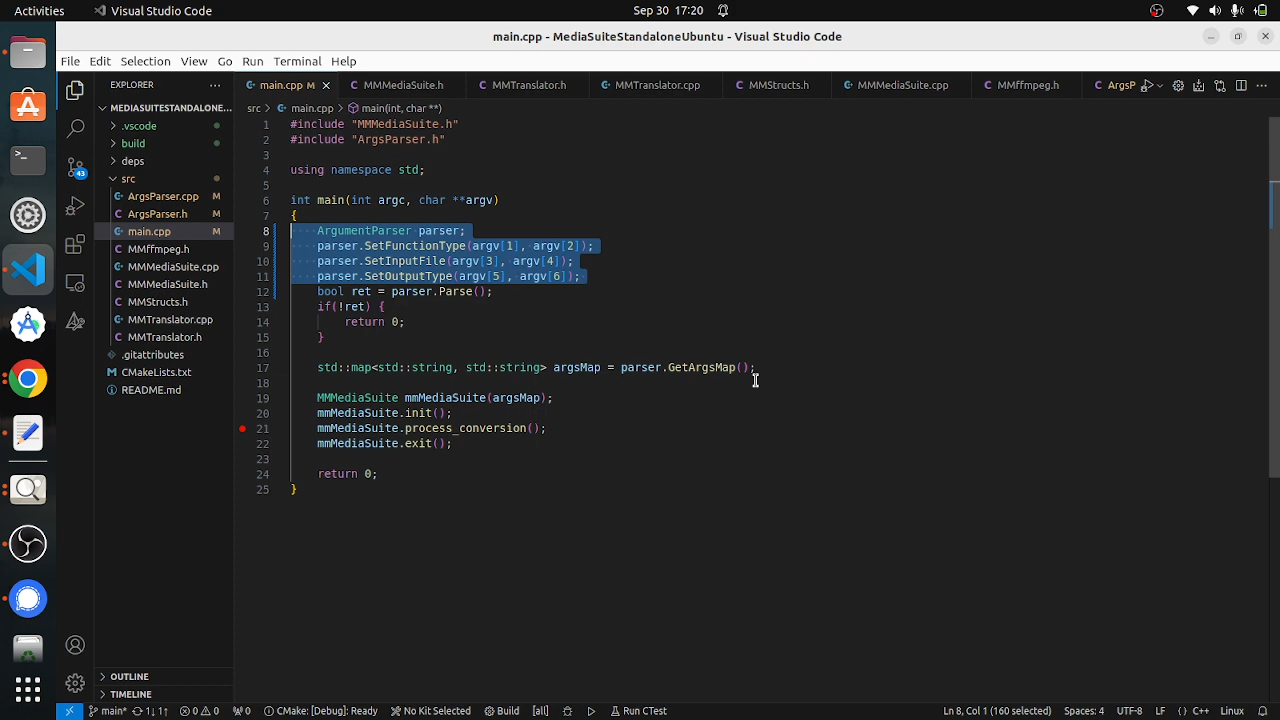 Activities
Visual Studio Code
Sep 30 17:20
main.cpp - MediaSuiteStandaloneUbuntu - Visual Studio Code
File Edit Selection View Go Run Terminal Help
EXPLORER
main.cpp M
MMMediaSuite.h
MMTranslator.h
MMTranslator.cpp
MMStructs.h
MMMediaSuite.cpp
MMffmpeg.h
ArgsP
MEDIASUITESTANDALONE...
.vscode
build
deps
src
ArgsParser.cpp M
ArgsParser.h M
main.cpp M
MMffmpeg.h
MMMediaSuite.cpp
MMMediaSuite.h
MMStructs.h
MMTranslator.cpp
MMTranslator.h
.gitattributes
CMakeLists.txt
README.md
OUTLINE
TIMELINE
43
src > main.cpp > main(int, char **)
1 #include "MMMediaSuite.h"
2 #include "ArgsParser.h"
3
4 using namespace std;
5
6 int main(int argc, char **argv)
7 {
8 ArgumentParser parser;
9 parser.SetFunctionType(argv[1], argv[2]);
10 parser.SetInputFile(argv[3], argv[4]);
11 parser.SetOutputType(argv[5], argv[6]);
12 bool ret = parser.Parse();
13 if(!ret) {
14 return 0;
15 }
16
17 std::map<std::string, std::string> argsMap = parser.GetArgsMap();
18
19 MMMediaSuite mmMediaSuite(argsMap);
20 mmMediaSuite.init();
21 mmMediaSuite.process_conversion();
22 mmMediaSuite.exit();
23
24 return 0;
25 }
main* 1↓ 1↑ 0 0 0 CMake: [Debug]: Ready No Kit Selected Build [all] Run CTest
Ln 8, Col 1 (160 selected) Spaces: 4 UTF-8 LF {} C++ Linux